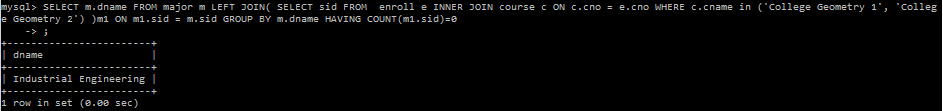 mysql> SELECT m.dname FROM major m LEFT JOIN( SELECT sid FROM  enroll e INNER JOIN course c ON c.cno = e.cno WHERE c.cname in ('College Geometry 1', 'Colleg
e Geometry 2') )m1 ON m1.sid = m.sid GROUP BY m.dname HAVING COUNT(m1.sid)=0
    -> ;
+------------------------+
| dname                  |
+------------------------+
| Industrial Engineering |
+------------------------+
1 row in set (0.00 sec)